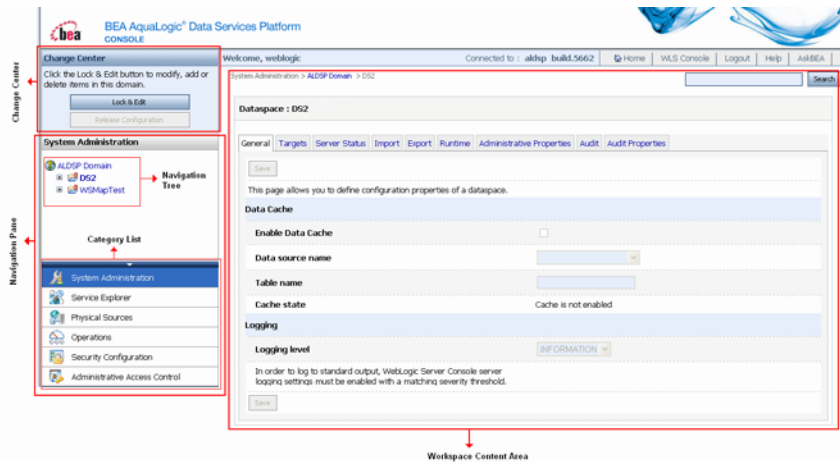 bea
BEA AquaLogic® Data Services Platform
CONSOLE
Change Center
Click the Lock & Edit button to modify, add or
delete items in this domain.
Lock & Edit
Release Configuration
Change Center
Welcome, weblogic
Connected to : aldsp_build.5662
Home
WLS Console
Logout
Help
AskBEA
System Administration > ALDSP Domain > DS2
Search
System Administration
ALDSP Domain
DS2
WSMapTest
Navigation
Tree
Category List
Navigation Pane
System Administration
Service Explorer
Physical Sources
Operations
Security Configuration
Administrative Access Control
Dataspace : DS2
General Targets Server Status Import Export Runtime Administrative Properties Audit Audit Properties
Save
This page allows you to define configuration properties of a dataspace.
Data Cache
Enable Data Cache
Data source name
Table name
Cache state Cache is not enabled
Logging
Logging level INFORMATION
In order to log to standard output, WebLogic Server Console server
logging settings must be enabled with a matching severity threshold.
Save
Workspace Content Area